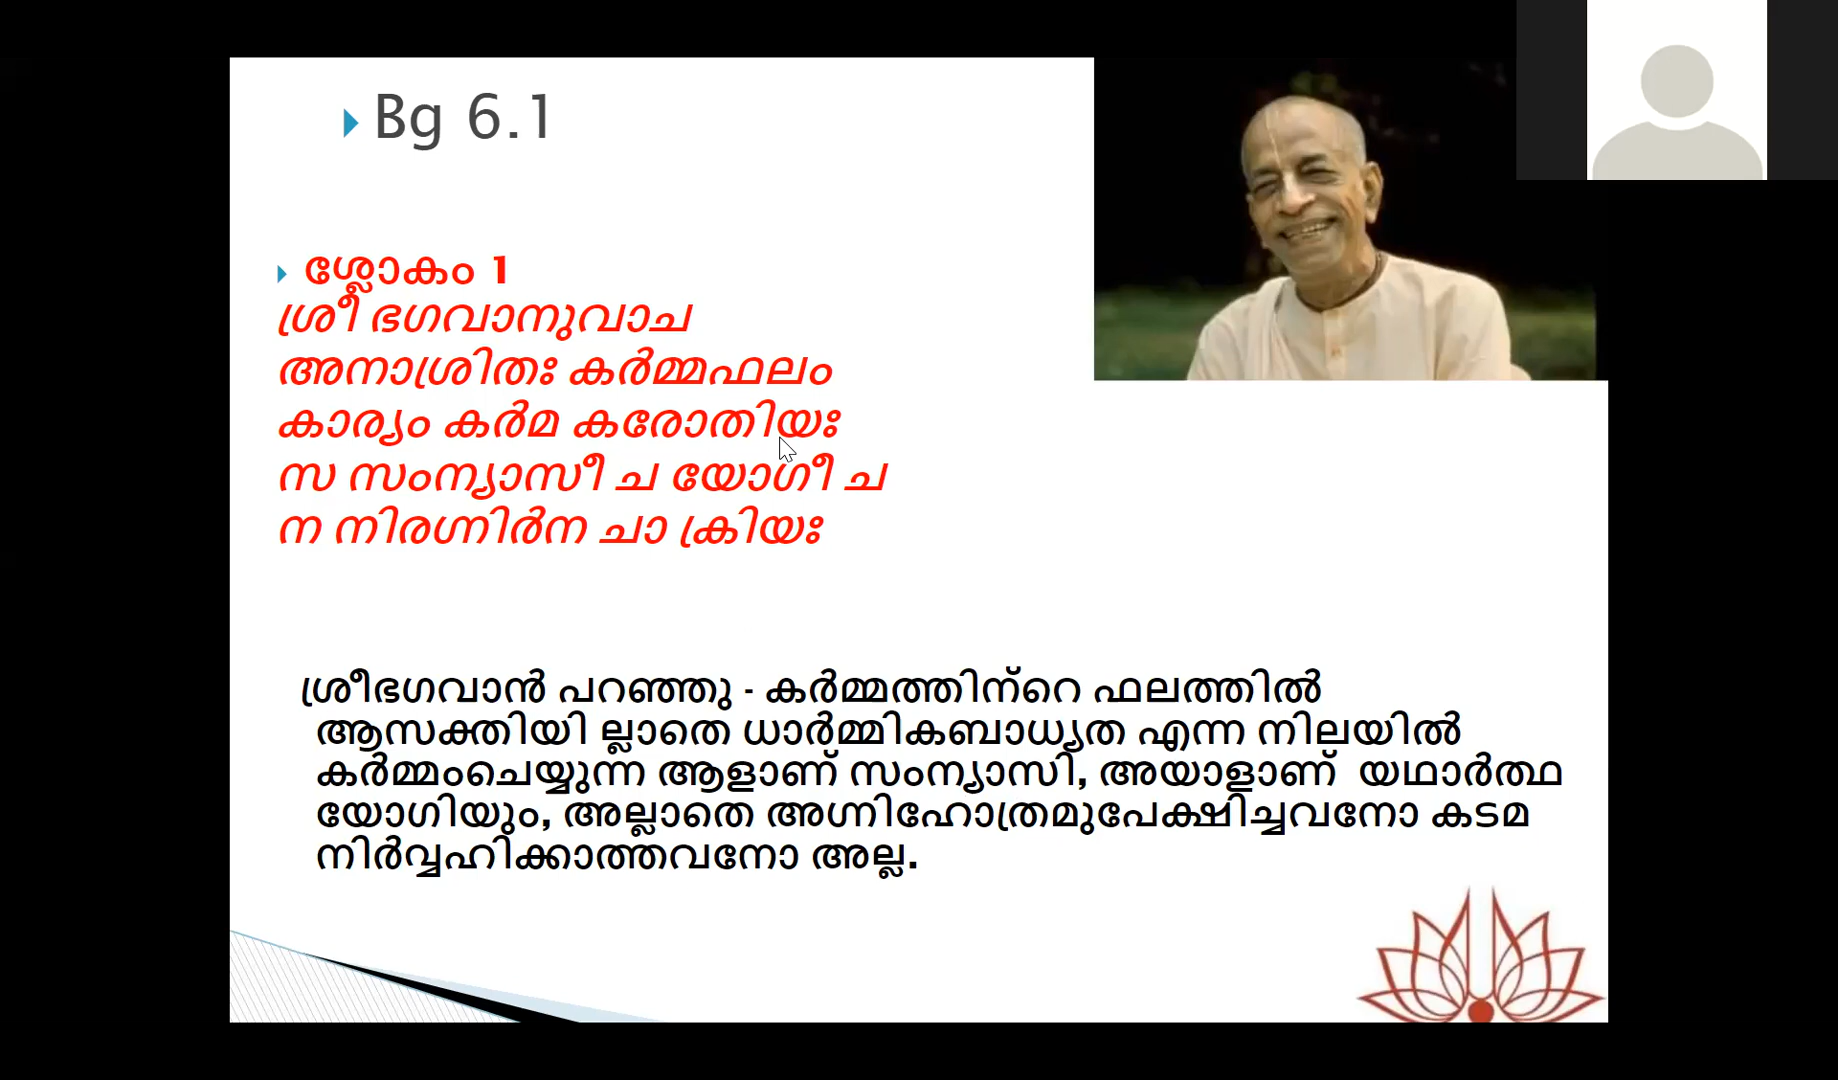 Bg 6.1
ശ്ലോകം 1
ശ്രീ ഭഗവാനുവാച
അനാശ്രിതഃ കർമ്മഫലം
കാര്യം കർമ കരോതിയഃ
സ സംന്യാസീ ച യോഗീ ച
ന നിരഗ്നിർന ചാ ക്രിയഃ
ശ്രീഭഗവാൻ പറഞ്ഞു - കർമ്മത്തിന്റെ ഫലത്തിൽ
ആസക്തിയി ല്ലാതെ ധാർമ്മികബാധ്യത എന്ന നിലയിൽ
കർമ്മംചെയ്യുന്ന ആളാണ് സംന്യാസി, അയാളാണ് യഥാർത്ഥ
യോഗിയും, അല്ലാതെ അഗ്നിഹോത്രമുപേക്ഷിച്ചവനോ കടമ
നിർവ്വഹിക്കാത്തവനോ അല്ല.